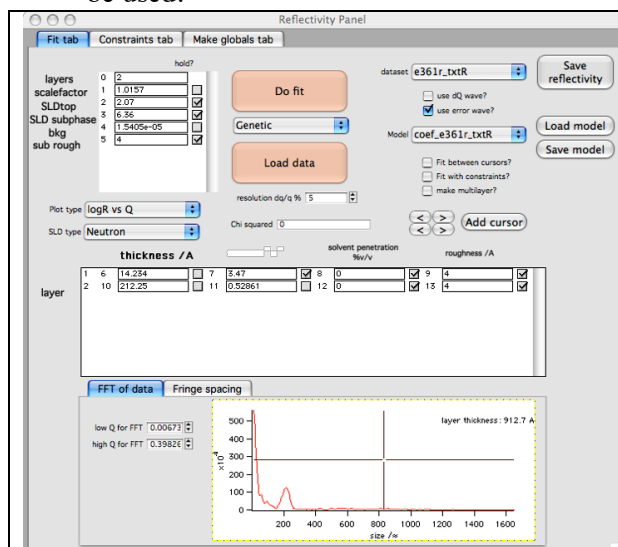 be used.
Reflectivity Panel
Fit tab Constraints tab Make globals tab
hold?
layers 0 2
scalefactor 1 1.0157
SLDtop 2 2.07
SLD subphase 3 6.36
bkg 4 1.5405e-05
sub rough 5 4
Do fit
Genetic
Load data
resolution dq/q % 5
Chi squared 0
Plot type logR vs Q
SLD type Neutron
dataset e361r_txtR
use dQ wave?
use error wave?
Model coef_e361r_txtR
Fit between cursors?
Fit with constraints?
make multilayer?
< >
< >
Add cursor
Save reflectivity
Load model
Save model
thickness /A
solvent penetration
%v/v
roughness /A
layer
1 6 14.234 7 3.47 8 0 9 4
2 10 212.25 11 0.52861 12 0 13 4
FFT of data Fringe spacing
low Q for FFT 0.00673
high Q for FFT 0.39826
layer thickness: 912.7 A
x10⁴
500
400
300
200
100
0
200 400 600 800 1000 1200 1400 1600
size /≈